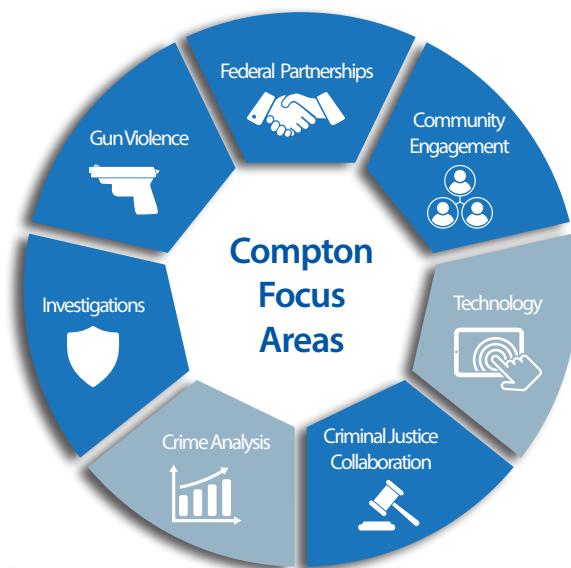 Federal Partnerships
Community
Engagement
Technology
Criminal Justice
Collaboration
Crime Analysis
Investigations
Gun Violence
Compton
Focus
Areas